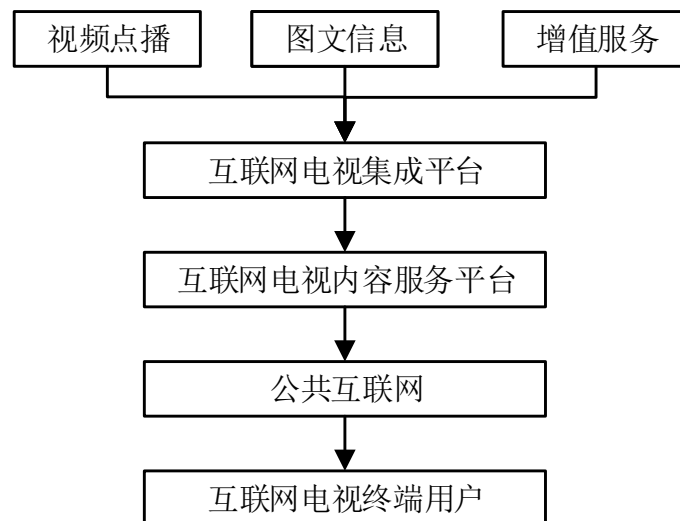 视频点播
图文信息
增值服务
互联网电视集成平台
互联网电视内容服务平台
公共互联网
互联网电视终端用户